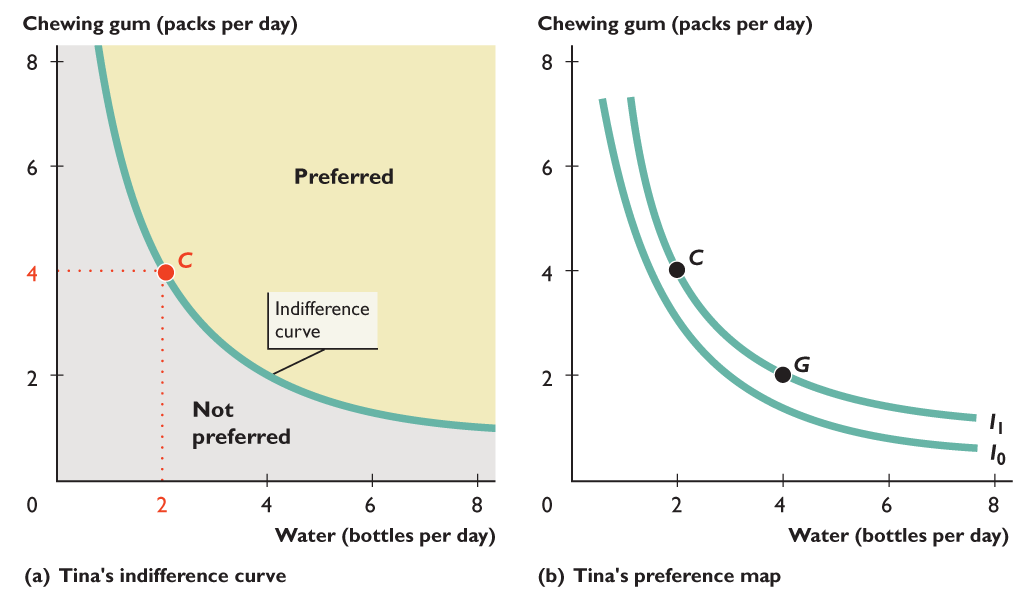 Chewing gum (packs per day)
8
6
4
2
0
2
4
6
8
C
Preferred
Indifference
curve
Not
preferred
Water (bottles per day)
(a) Tina's indifference curve
Chewing gum (packs per day)
8
6
4
2
0
2
4
6
8
C
G
I1
I0
Water (bottles per day)
(b) Tina's preference map